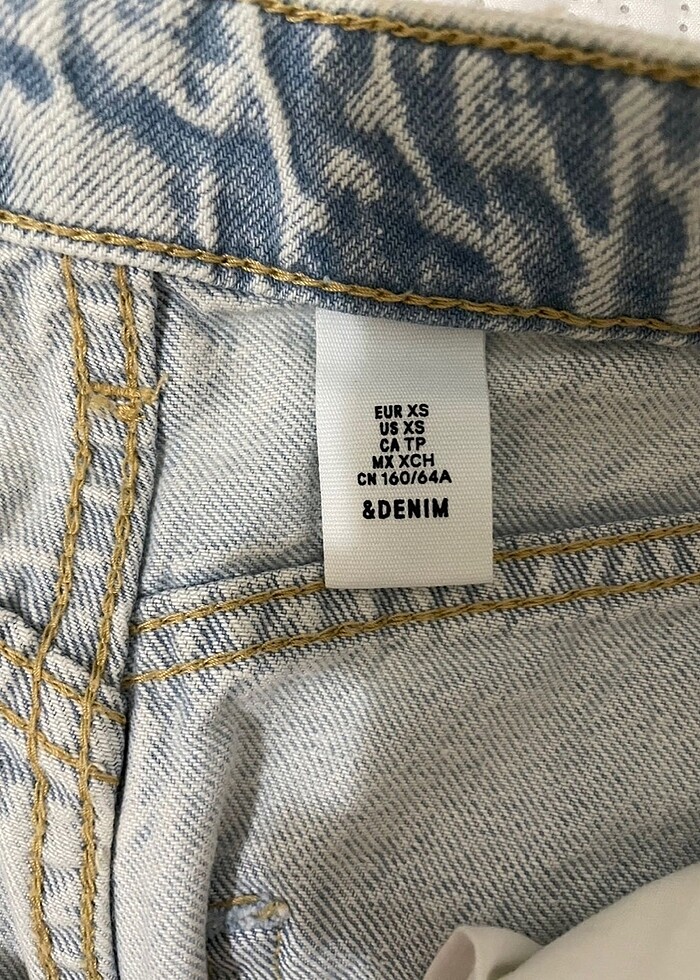 EUR XS
US XS
CA TP
MX XCH
CN 160/64A
&DENIM